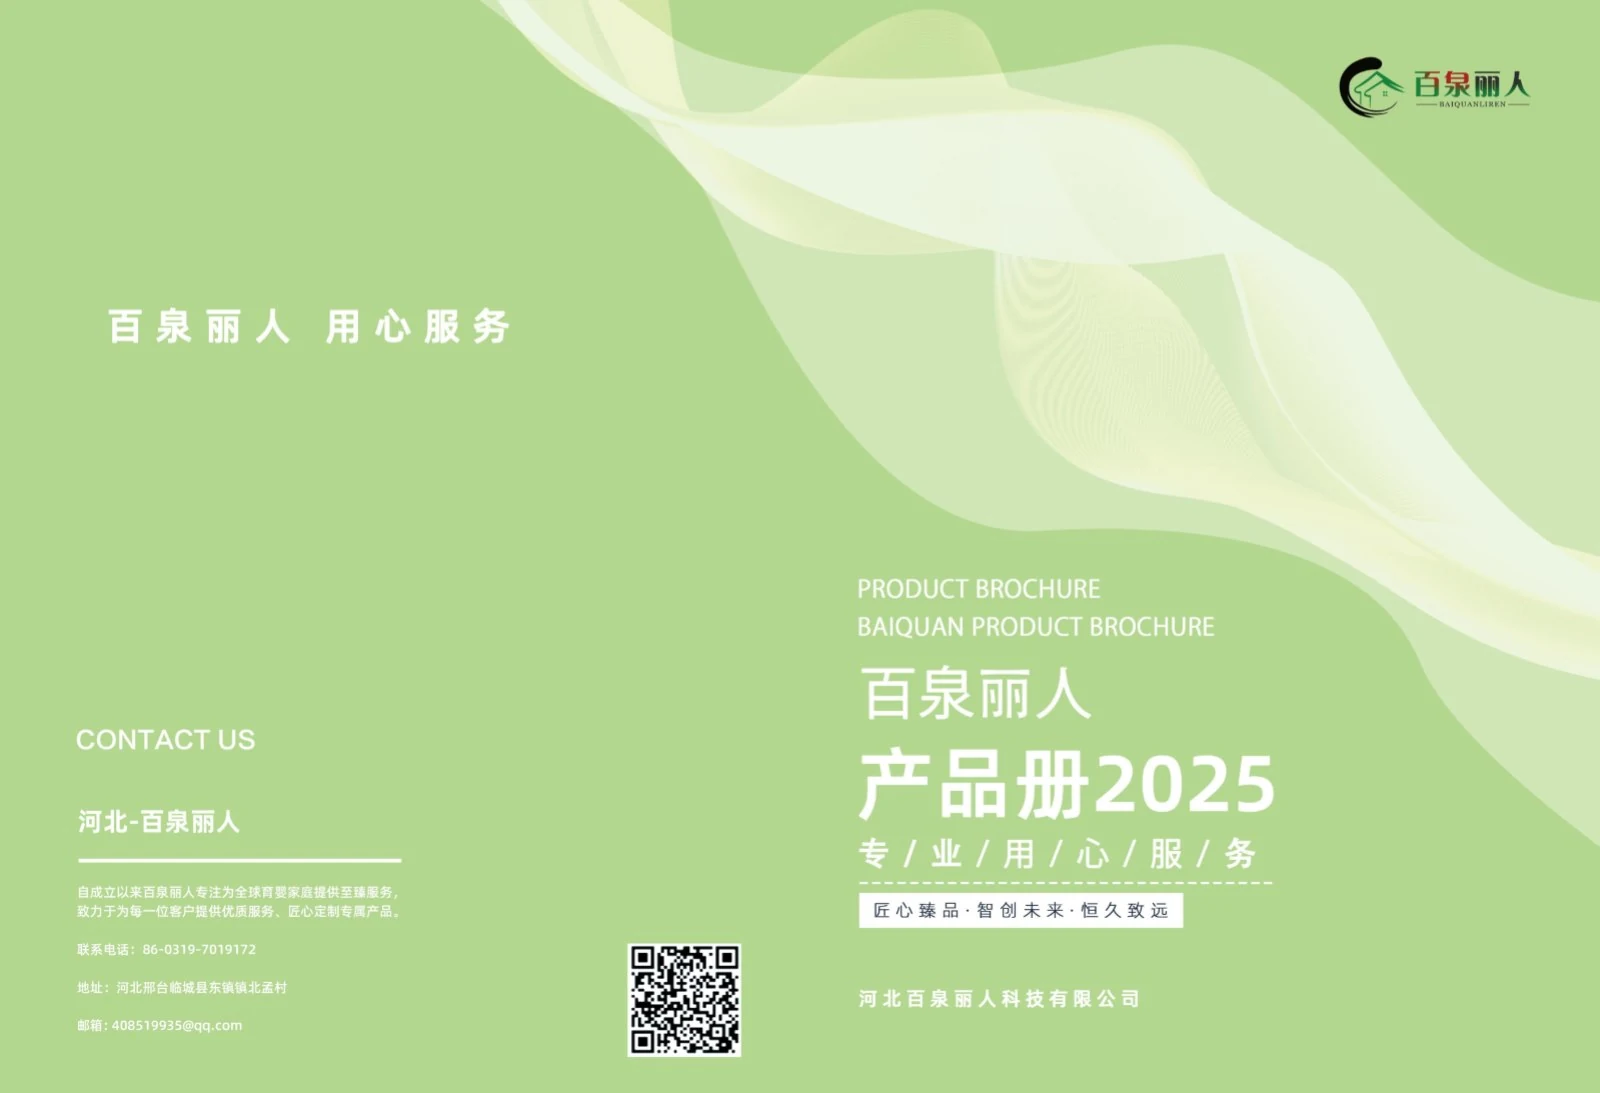 百泉丽人
BAIQUANLIREN
百泉丽人 用心服务
CONTACT US
河北-百泉丽人
自成立以来百泉丽人专注为全球育婴家庭提供至臻服务，
致力于为每一位客户提供优质服务、匠心定制专属产品。
联系电话：86-0319-7019172
地址：河北邢台临城县东镇镇北孟村
邮箱：408519935@qq.com
PRODUCT BROCHURE
BAIQUAN PRODUCT BROCHURE
百泉丽人
产品册2025
专/业/用/心/服/务
匠心臻品·智创未来·恒久致远
河北百泉丽人科技有限公司